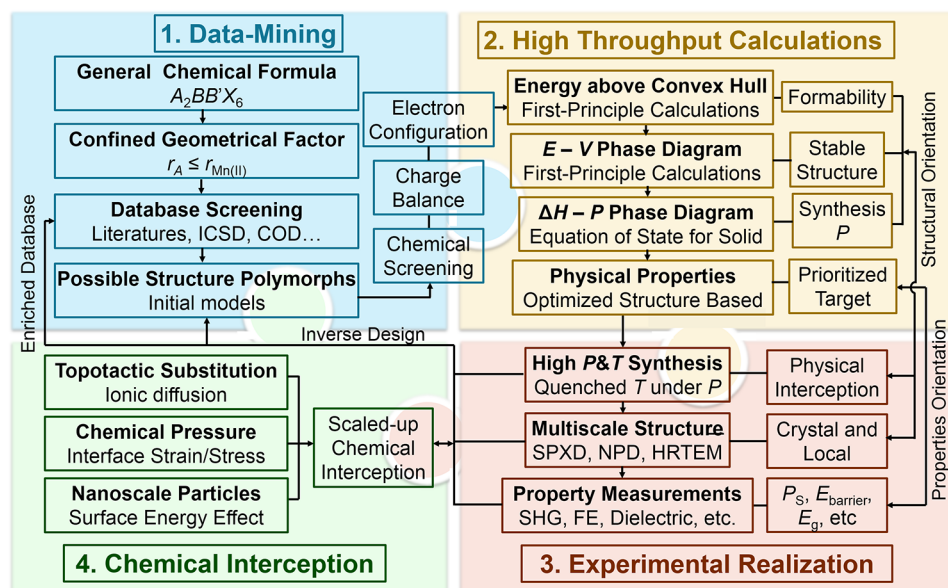 1. Data-Mining
General Chemical Formula
A₂BB'X₆
Confined Geometrical Factor
r_A ≤ r_Mn(II)
Database Screening
Literatures, ICSD, COD…
Possible Structure Polymorphs
Initial models
Electron
Configuration
Charge
Balance
Chemical
Screening
Enriched Database
Inverse Design
2. High Throughput Calculations
Energy above Convex Hull
First-Principle Calculations
Formability
E – V Phase Diagram
First-Principle Calculations
Stable
Structure
ΔH – P Phase Diagram
Equation of State for Solid
Synthesis
P
Physical Properties
Optimized Structure Based
Prioritized
Target
Structural Orientation
Properties Orientation
High P&T Synthesis
Quenched T under P
Physical
Interception
Multiscale Structure
SPXD, NPD, HRTEM
Crystal and
Local
Property Measurements
SHG, FE, Dielectric, etc.
P_S, E_barrier,
E_g, etc
3. Experimental Realization
Topotactic Substitution
Ionic diffusion
Chemical Pressure
Interface Strain/Stress
Nanoscale Particles
Surface Energy Effect
Scaled-up
Chemical
Interception
4. Chemical Interception